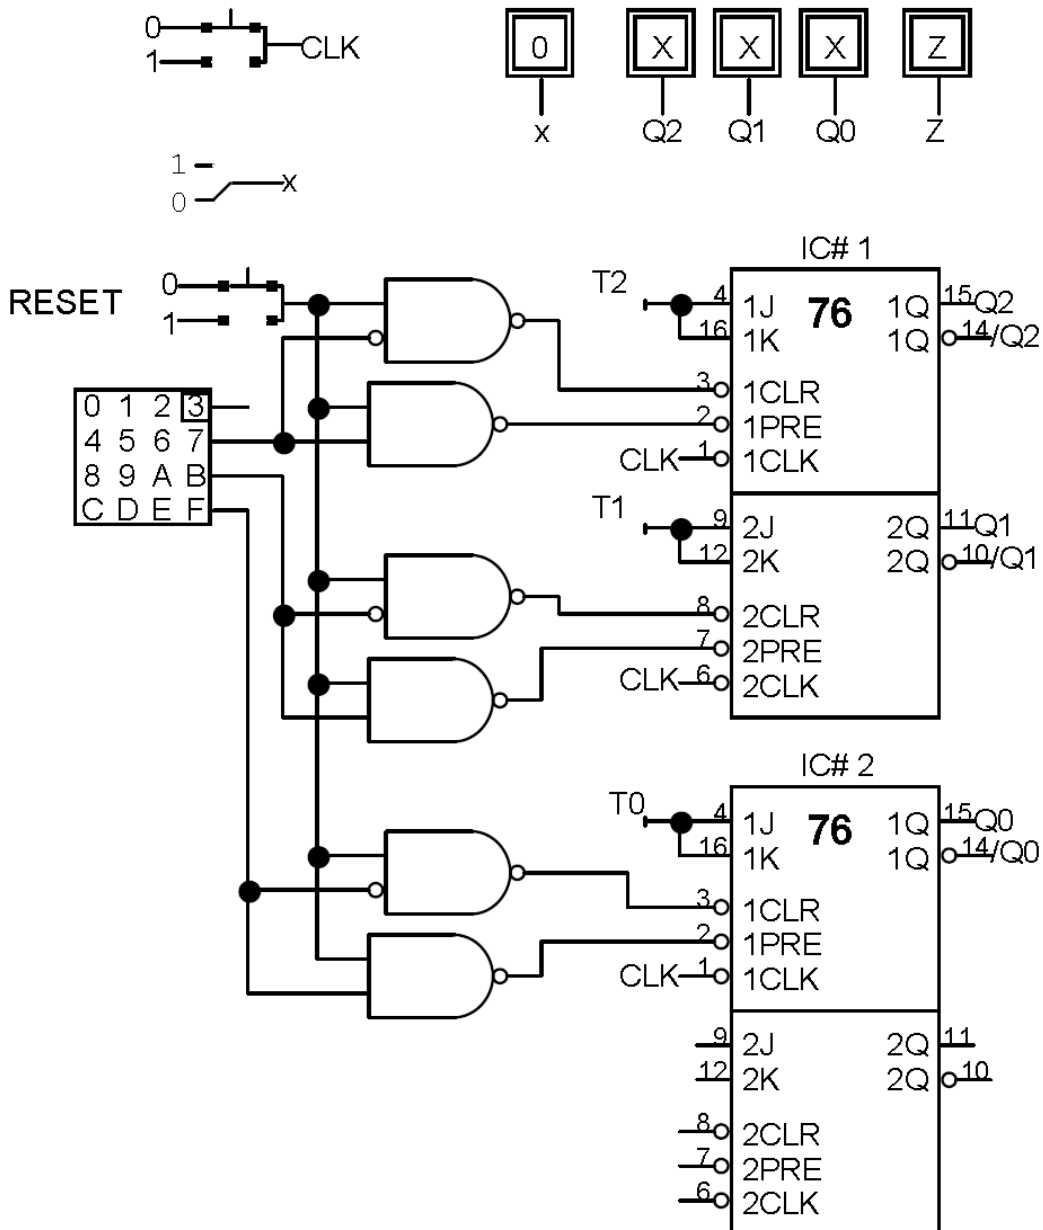 0
1
CLK
0 X X X Z
x Q2 Q1 Q0 Z
1
0
x
RESET
0
1
0 1 2 3
4 5 6 7
8 9 A B
C D E F
IC# 1
T2
4 1J 76 1Q 15 Q2
16 1K 1Q 14 /Q2
3 1CLR
2 1PRE
CLK 1 1CLK
T1
9 2J 2Q 11 Q1
12 2K 2Q 10 /Q1
8 2CLR
7 2PRE
CLK 6 2CLK
IC# 2
T0
4 1J 76 1Q 15 Q0
16 1K 1Q 14 /Q0
3 1CLR
2 1PRE
CLK 1 1CLK
9 2J 2Q 11
12 2K 2Q 10
8 2CLR
7 2PRE
6 2CLK